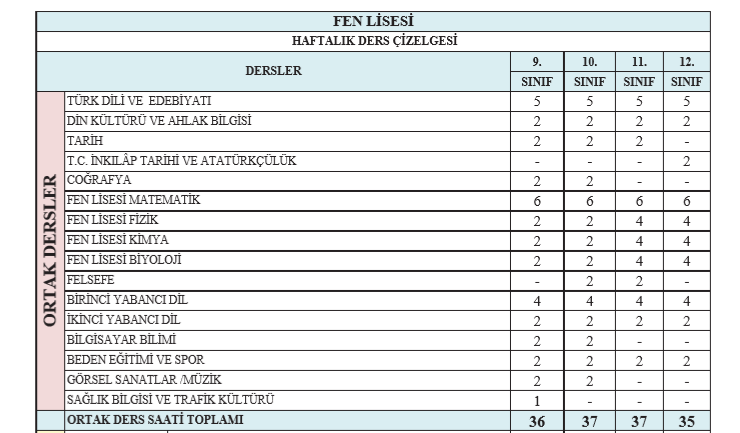 FEN LİSESİ
HAFTALIK DERS ÇİZELGESİ
DERSLER 9. SINIF 10. SINIF 11. SINIF 12. SINIF
ORTAK DERSLER
TÜRK DİLİ VE EDEBİYATI 5 5 5 5
DİN KÜLTÜRÜ VE AHLAK BİLGİSİ 2 2 2 2
TARİH 2 2 2 -
T.C. İNKILÂP TARİHİ VE ATATÜRKÇÜLÜK - - - 2
COĞRAFYA 2 2 - -
FEN LİSESİ MATEMATİK 6 6 6 6
FEN LİSESİ FİZİK 2 2 4 4
FEN LİSESİ KİMYA 2 2 4 4
FEN LİSESİ BİYOLOJİ 2 2 4 4
FELSEFE - 2 2 -
BİRİNCİ YABANCI DİL 4 4 4 4
İKİNCİ YABANCI DİL 2 2 2 2
BİLGİSAYAR BİLİMİ 2 2 - -
BEDEN EĞİTİMİ VE SPOR 2 2 2 2
GÖRSEL SANATLAR /MÜZİK 2 2 - -
SAĞLIK BİLGİSİ VE TRAFİK KÜLTÜRÜ 1 - - -
ORTAK DERS SAATİ TOPLAMI 36 37 37 35